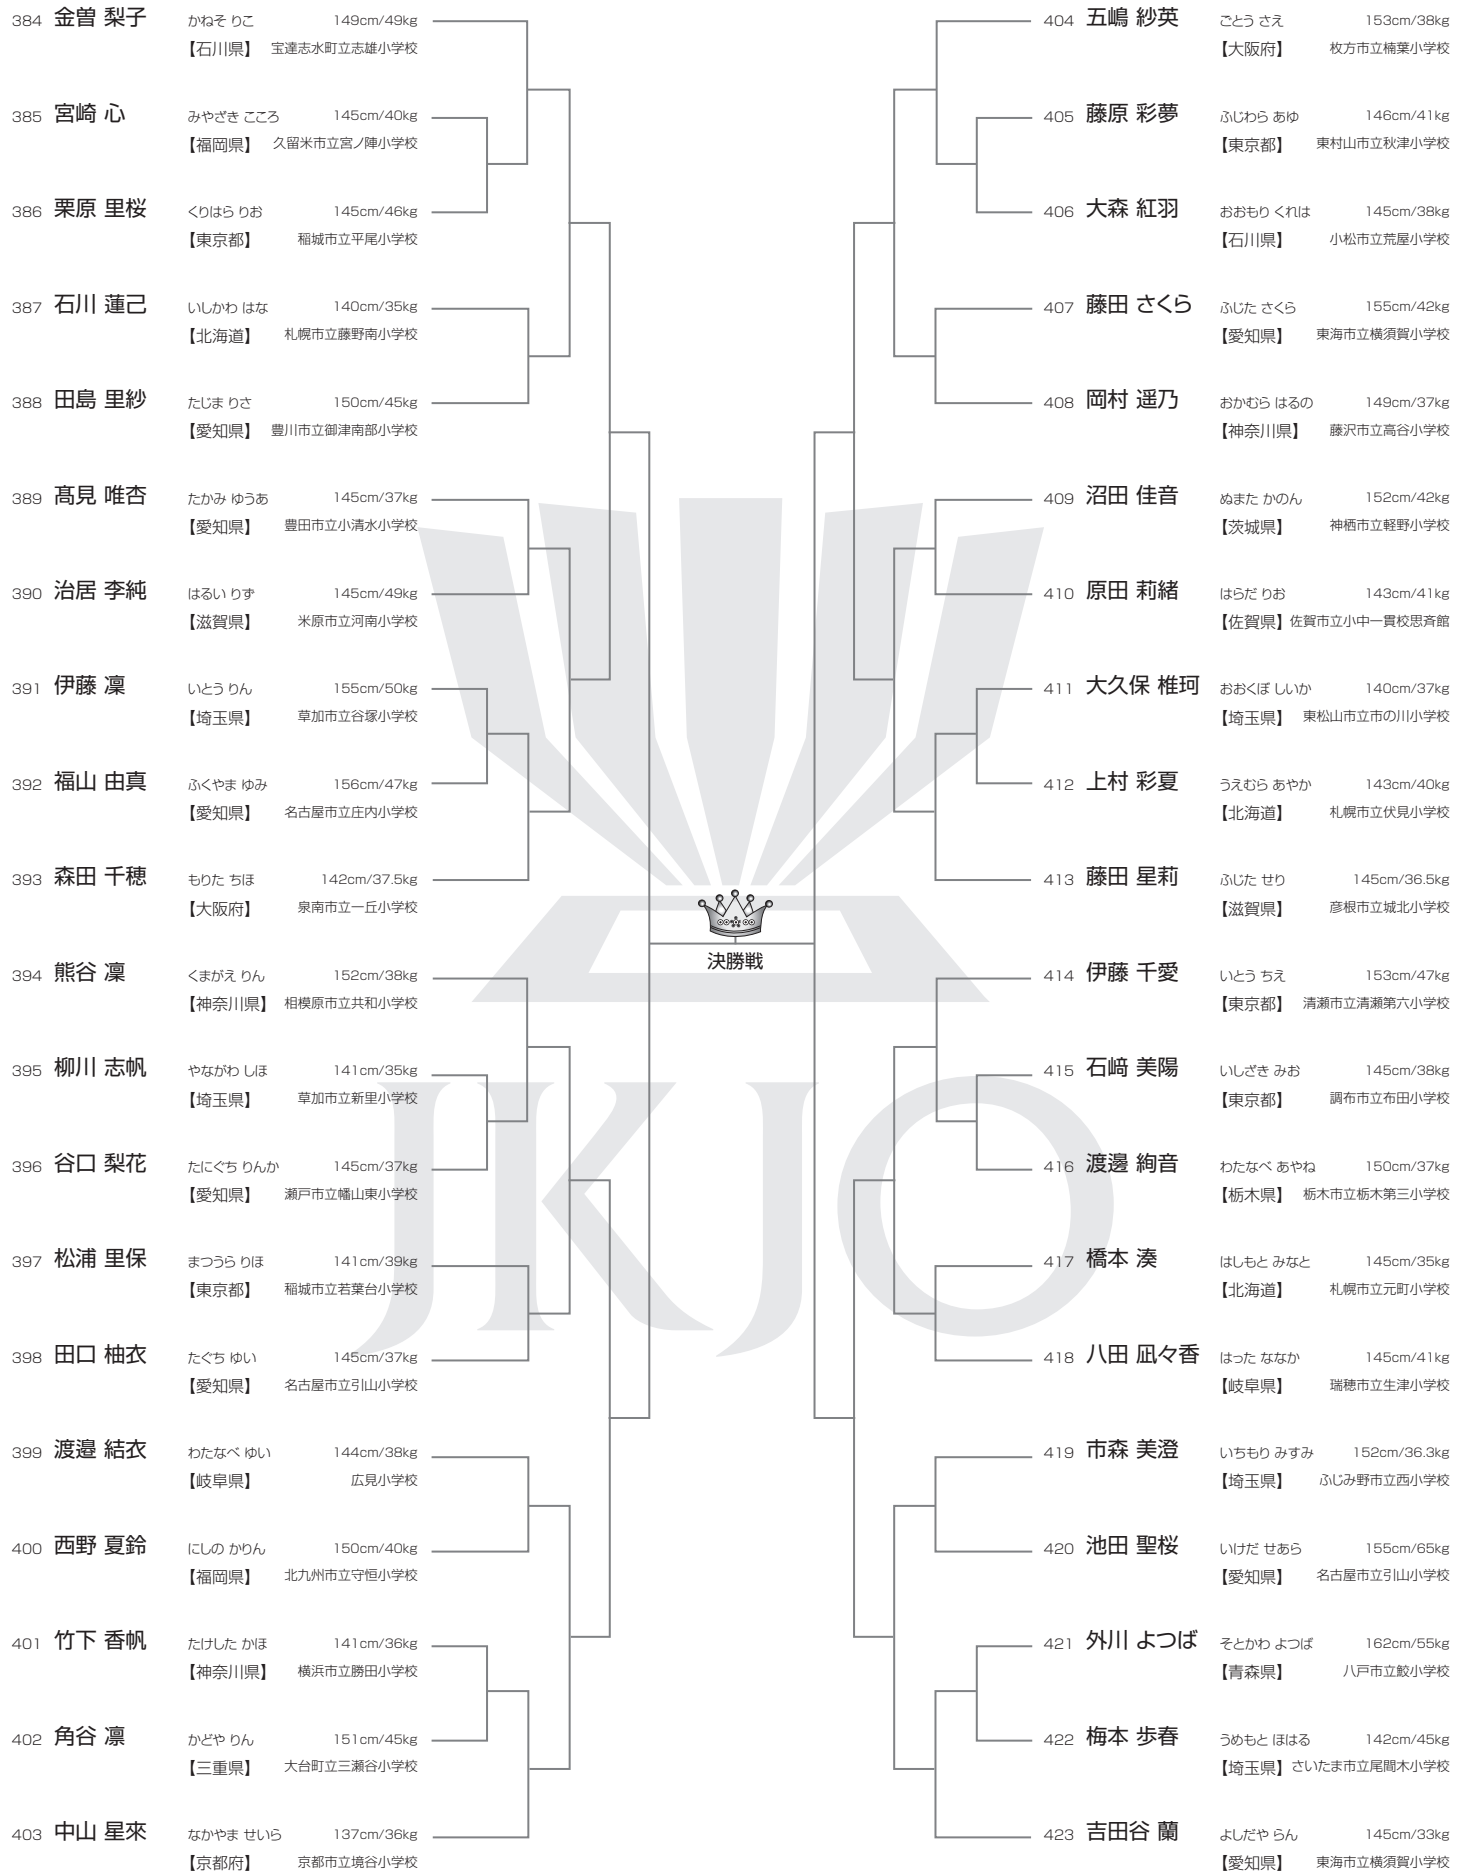 384 金曽 梨子 かねそ りこ 149cm/49kg
【石川県】 宝達志水町立志雄小学校
385 宮崎 心 みやざき こころ 145cm/40kg
【福岡県】 久留米市立宮ノ陣小学校
386 栗原 里桜 くりはら りお 145cm/46kg
【東京都】 稲城市立平尾小学校
387 石川 蓮己 いしかわ はな 140cm/35kg
【北海道】 札幌市立藤野南小学校
388 田島 里紗 たじま りさ 150cm/45kg
【愛知県】 豊川市立御津南部小学校
389 髙見 唯杏 たかみ ゆうあ 145cm/37kg
【愛知県】 豊田市立小清水小学校
390 治居 李純 はるい りず 145cm/49kg
【滋賀県】 米原市立河南小学校
391 伊藤 凜 いとう りん 155cm/50kg
【埼玉県】 草加市立谷塚小学校
392 福山 由真 ふくやま ゆみ 156cm/47kg
【愛知県】 名古屋市立庄内小学校
393 森田 千穂 もりた ちほ 142cm/37.5kg
【大阪府】 泉南市立一丘小学校
394 熊谷 凜 くまがえ りん 152cm/38kg
【神奈川県】 相模原市立共和小学校
395 柳川 志帆 やながわ しほ 141cm/35kg
【埼玉県】 草加市立新里小学校
396 谷口 梨花 たにぐち りんか 145cm/37kg
【愛知県】 瀬戸市立幡山東小学校
397 松浦 里保 まつうら りほ 141cm/39kg
【東京都】 稲城市立若葉台小学校
398 田口 柚衣 たぐち ゆい 145cm/37kg
【愛知県】 名古屋市立引山小学校
399 渡邉 結衣 わたなべ ゆい 144cm/38kg
【岐阜県】 広見小学校
400 西野 夏鈴 にしの かりん 150cm/40kg
【福岡県】 北九州市立守恒小学校
401 竹下 香帆 たけした かほ 141cm/36kg
【神奈川県】 横浜市立勝田小学校
402 角谷 凛 かどや りん 151cm/45kg
【三重県】 大台町立三瀬谷小学校
403 中山 星來 なかやま せいら 137cm/36kg
【京都府】 京都市立境谷小学校
決勝戦
JKJO
404 五嶋 紗英 ごとう さえ 153cm/38kg
【大阪府】 枚方市立楠葉小学校
405 藤原 彩夢 ふじわら あゆ 146cm/41kg
【東京都】 東村山市立秋津小学校
406 大森 紅羽 おおもり くれは 145cm/38kg
【石川県】 小松市立荒屋小学校
407 藤田 さくら ふじた さくら 155cm/42kg
【愛知県】 東海市立横須賀小学校
408 岡村 遥乃 おかむら はるの 149cm/37kg
【神奈川県】 藤沢市立高谷小学校
409 沼田 佳音 ぬまた かのん 152cm/42kg
【茨城県】 神栖市立軽野小学校
410 原田 莉緒 はらだ りお 143cm/41kg
【佐賀県】 佐賀市立小中一貫校思斉館
411 大久保 椎珂 おおくぼ しいか 140cm/37kg
【埼玉県】 東松山市立市の川小学校
412 上村 彩夏 うえむら あやか 143cm/40kg
【北海道】 札幌市立伏見小学校
413 藤田 星莉 ふじた せり 145cm/36.5kg
【滋賀県】 彦根市立城北小学校
414 伊藤 千愛 いとう ちえ 153cm/47kg
【東京都】 清瀬市立清瀬第六小学校
415 石﨑 美陽 いしざき みお 145cm/38kg
【東京都】 調布市立布田小学校
416 渡邊 絢音 わたなべ あやね 150cm/37kg
【栃木県】 栃木市立栃木第三小学校
417 橋本 湊 はしもと みなと 145cm/35kg
【北海道】 札幌市立元町小学校
418 八田 凪々香 はった ななか 145cm/41kg
【岐阜県】 瑞穂市立生津小学校
419 市森 美澄 いちもり みすみ 152cm/36.3kg
【埼玉県】 ふじみ野市立西小学校
420 池田 聖桜 いけだ せあら 155cm/65kg
【愛知県】 名古屋市立引山小学校
421 外川 よつば そとかわ よつば 162cm/55kg
【青森県】 八戸市立鮫小学校
422 梅本 歩春 うめもと ほはる 142cm/45kg
【埼玉県】 さいたま市立尾間木小学校
423 吉田谷 蘭 よしだや らん 145cm/33kg
【愛知県】 東海市立横須賀小学校